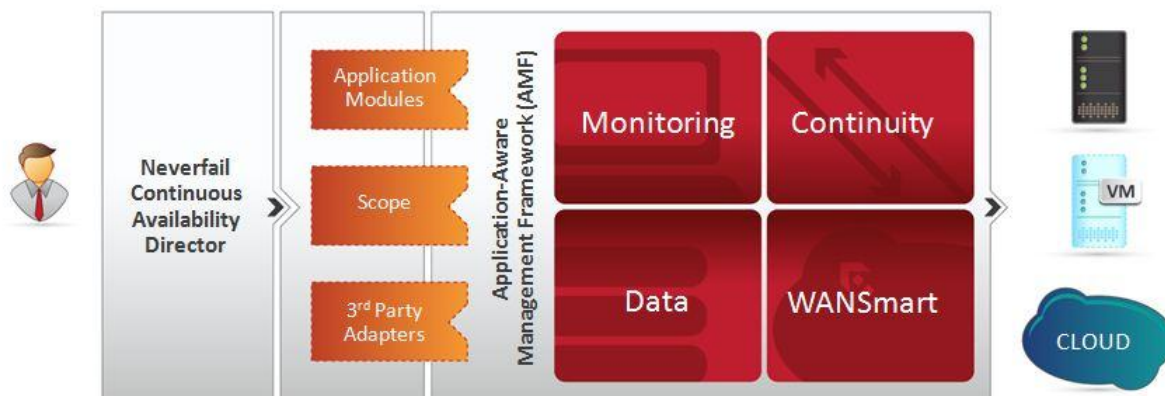 Neverfail
Continuous
Availability
Director
Application
Modules
Scope
3rd Party
Adapters
Application-Aware
Management Framework (AMF)
Monitoring
Continuity
Data
WANSmart
VM
CLOUD